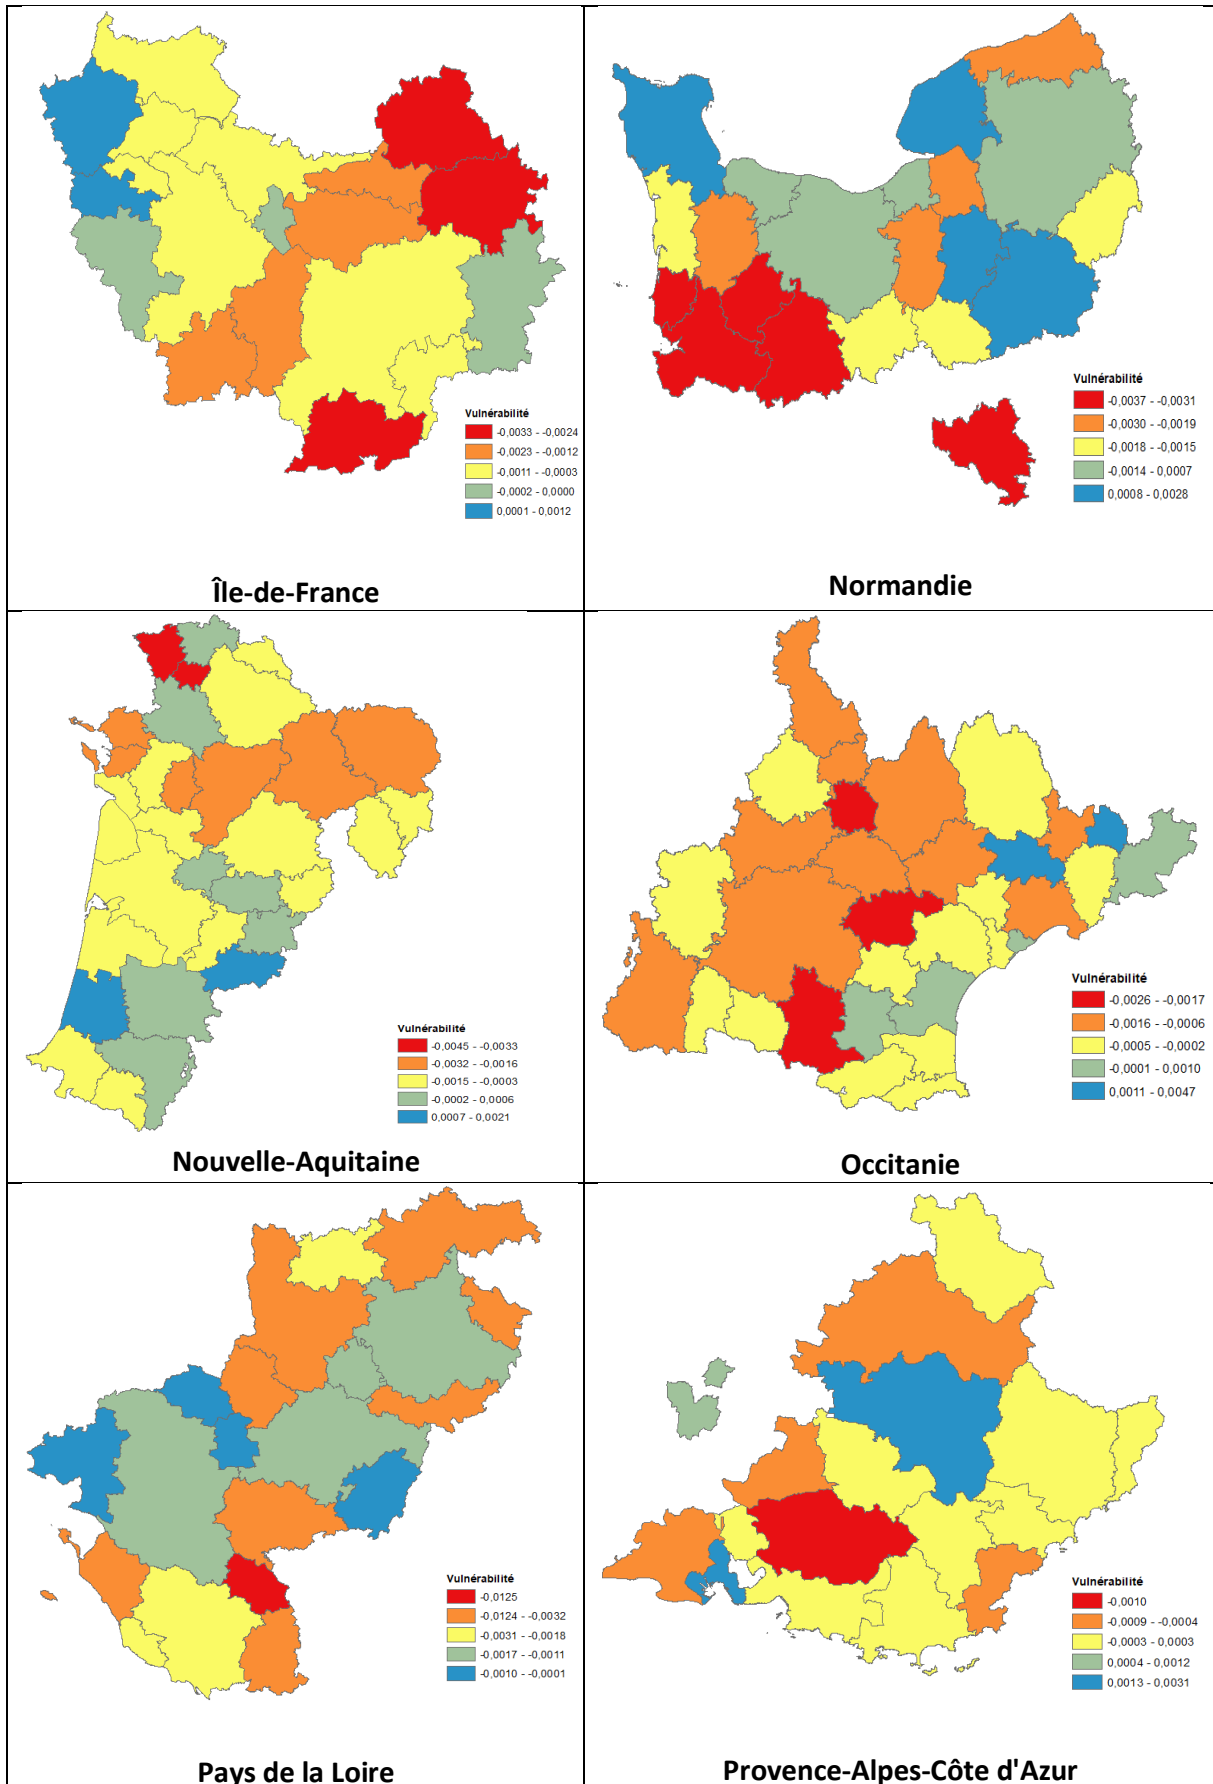 Vulnérabilité
-0,0033 - -0,0024
-0,0023 - -0,0012
-0,0011 - -0,0003
-0,0002 - 0,0000
0,0001 - 0,0012
Île-de-France
Vulnérabilité
-0,0037 - -0,0031
-0,0030 - -0,0019
-0,0018 - -0,0015
-0,0014 - 0,0007
0,0008 - 0,0028
Normandie
Vulnérabilité
-0,0045 - -0,0033
-0,0032 - -0,0016
-0,0015 - -0,0003
-0,0002 - 0,0006
0,0007 - 0,0021
Nouvelle-Aquitaine
Vulnérabilité
-0,0026 - -0,0017
-0,0016 - -0,0006
-0,0005 - -0,0002
-0,0001 - 0,0010
0,0011 - 0,0047
Occitanie
Vulnérabilité
-0,0125
-0,0124 - -0,0032
-0,0031 - -0,0018
-0,0017 - -0,0011
-0,0010 - -0,0001
Pays de la Loire
Vulnérabilité
-0,0010
-0,0009 - -0,0004
-0,0003 - 0,0003
0,0004 - 0,0012
0,0013 - 0,0031
Provence-Alpes-Côte d'Azur